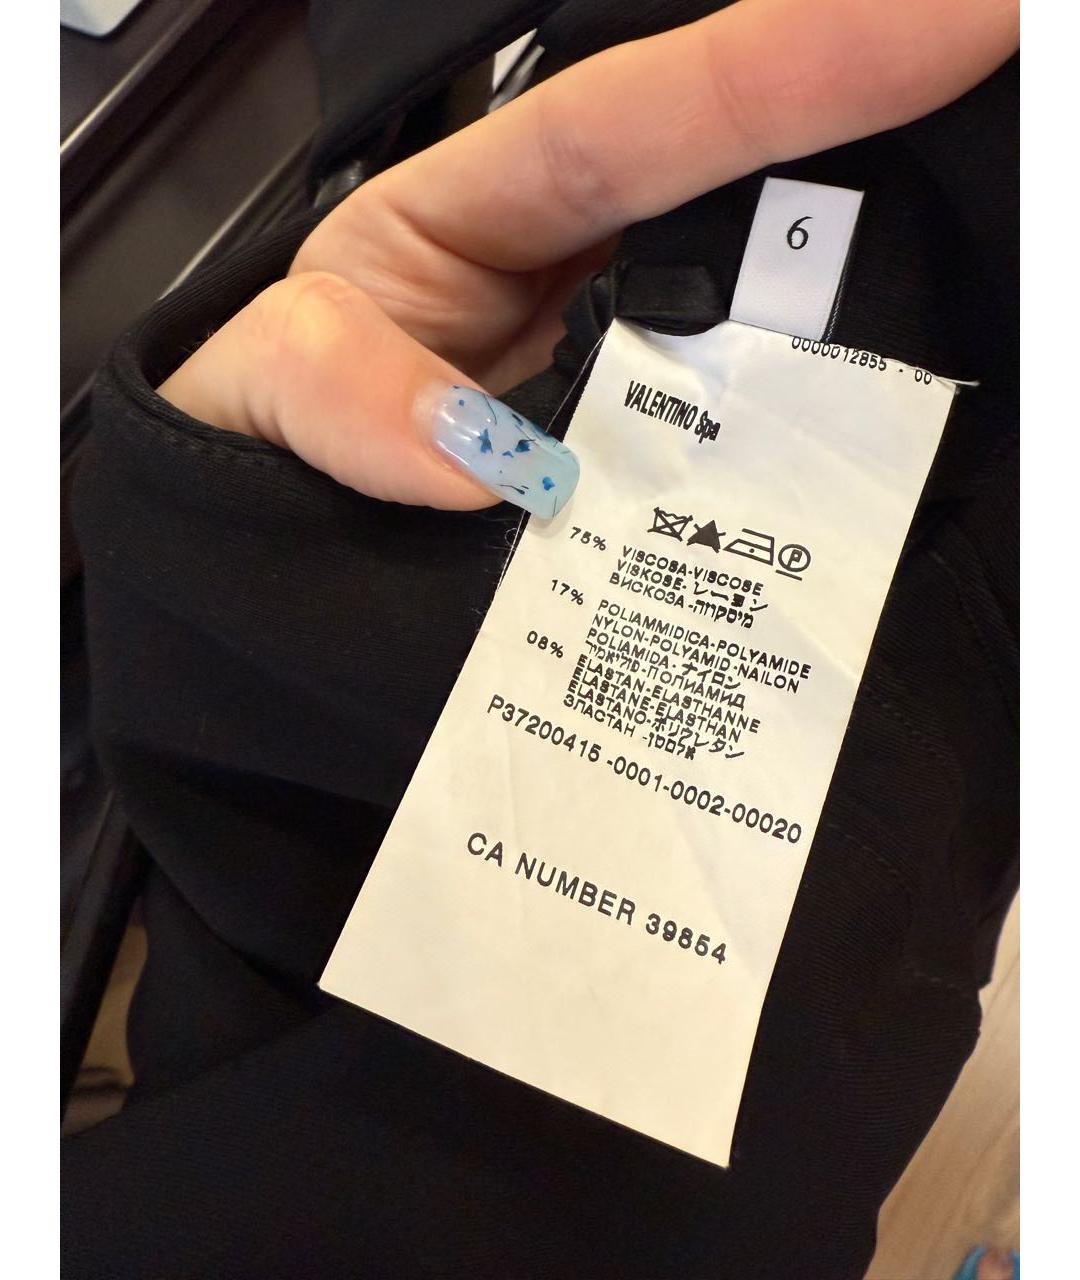 6
0000012855 - 00
VALENTINO SpA
75% VISCOSA-VISCOSE
VISKOSE-レーヨン
ВИСКОЗА-ויסקוזה
17% POLIAMMIDICA-POLYAMIDE
NYLON-POLYAMID-NAILON
POLIAMIDA-ナイロン
ПОЛИАМИД
08% ELASTAN-ELASTHANNE
ELASTANE-ELASTHAN
ELASTANO-ポリウレタン
ЭЛАСТАН
P37200415-0001-0002-00020
CA NUMBER 39854